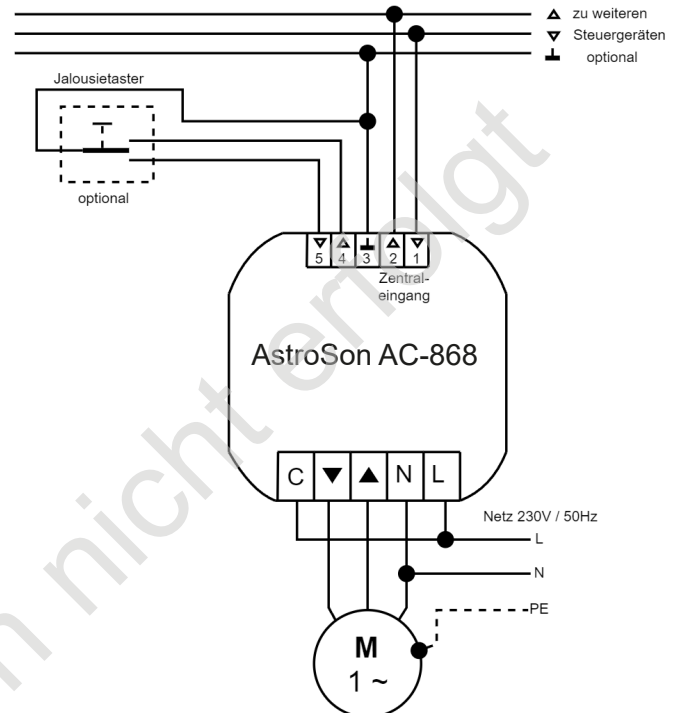 zu weiteren
Steuergeräten
optional
Jalousietaster
optional
5 4 3 2 1
Zentral-
eingang
AstroSon AC-868
C N L
Netz 230V / 50Hz
L
N
PE
M
1 ~
nicht erfolgt